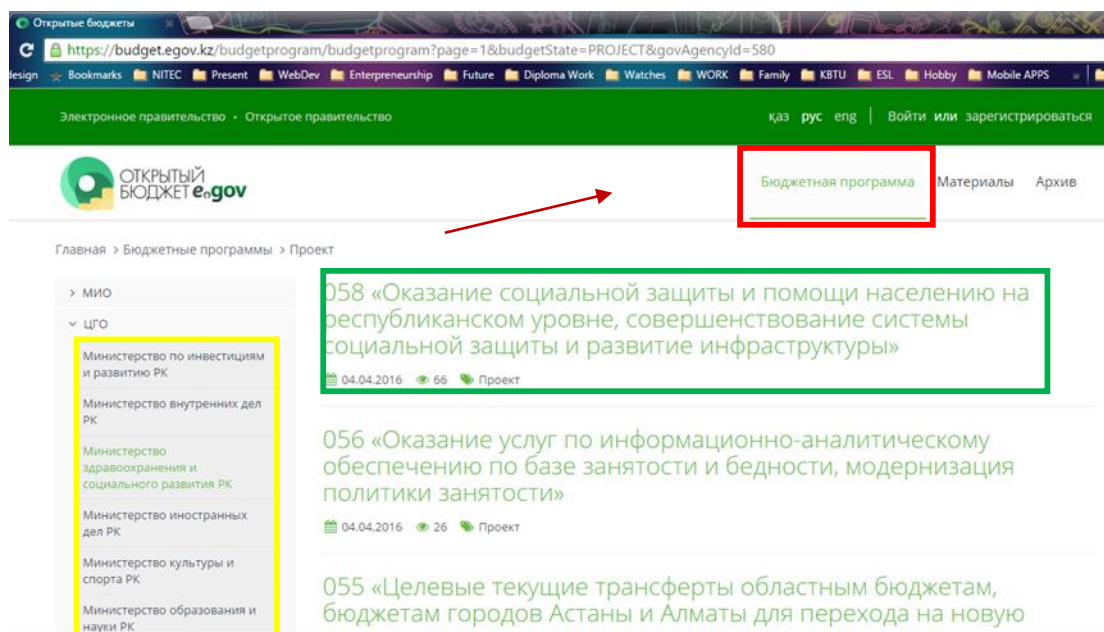 Открытые бюджеты
https://budget.egov.kz/budgetprogram/budgetprogram?page=1&budgetState=PROJECT&govAgencyId=580
design Bookmarks NITEC Present WebDev Enterpreneurship Future Diploma Work Watches WORK Family KBTU ESL Hobby Mobile APPS »
Электронное правительство • Открытое правительство қаз рус eng | Войти или зарегистрироваться
ОТКРЫТЫЙ
БЮДЖЕТ e.gov
Бюджетная программа Материалы Архив
Главная > Бюджетные программы > Проект
МИО
ЦГО
Министерство по инвестициям
и развитию РК
Министерство внутренних дел
РК
Министерство
здравоохранения и
социального развития РК
Министерство иностранных
дел РК
Министерство культуры и
спорта РК
Министерство образования и
науки РК
058 «Оказание социальной защиты и помощи населению на
республиканском уровне, совершенствование системы
социальной защиты и развитие инфраструктуры»
04.04.2016 66 Проект
056 «Оказание услуг по информационно-аналитическому
обеспечению по базе занятости и бедности, модернизация
политики занятости»
04.04.2016 26 Проект
055 «Целевые текущие трансферты областным бюджетам,
бюджетам городов Астаны и Алматы для перехода на новую